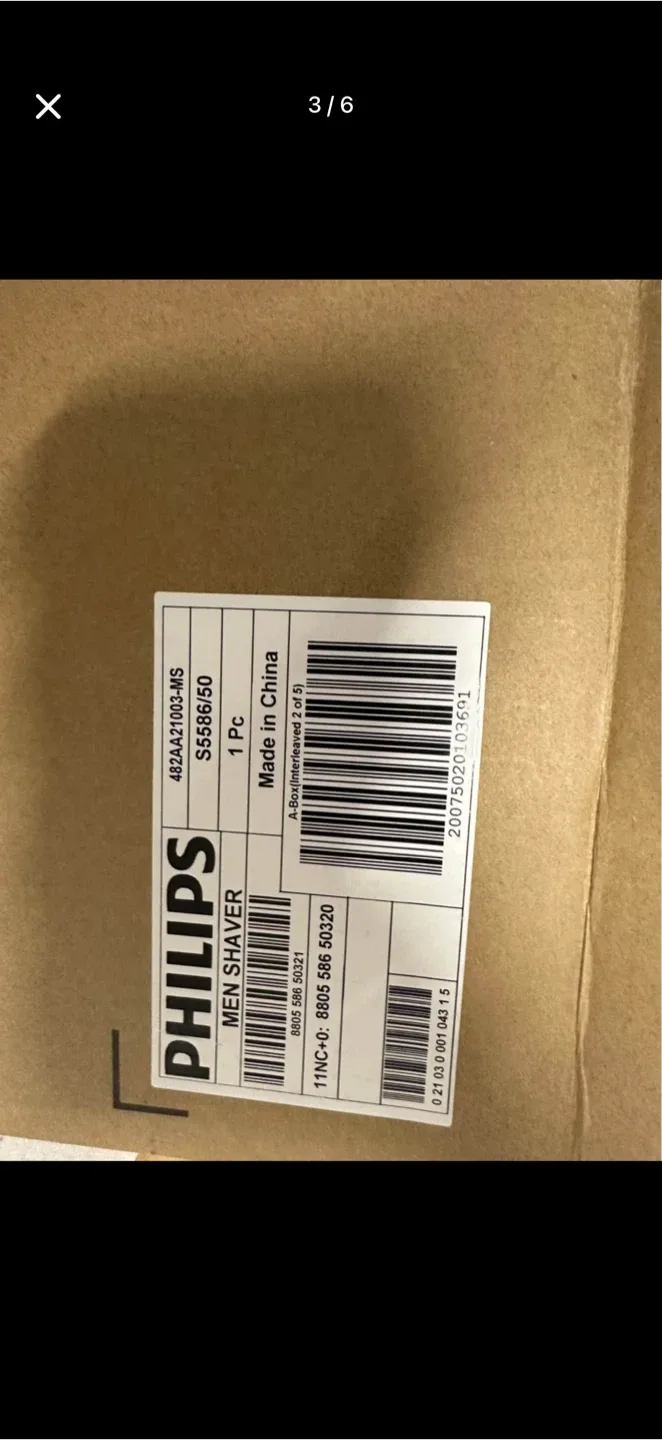 3 / 6
PHILIPS
482AA21003-MS
S5586/50
MEN SHAVER
1 Pc
Made in China
8805 586 50321
A-Box(Interleaved 2 of 5)
11NC+0: 8805 586 50320
20075020103691
0 21 03 0 001 043 1 5